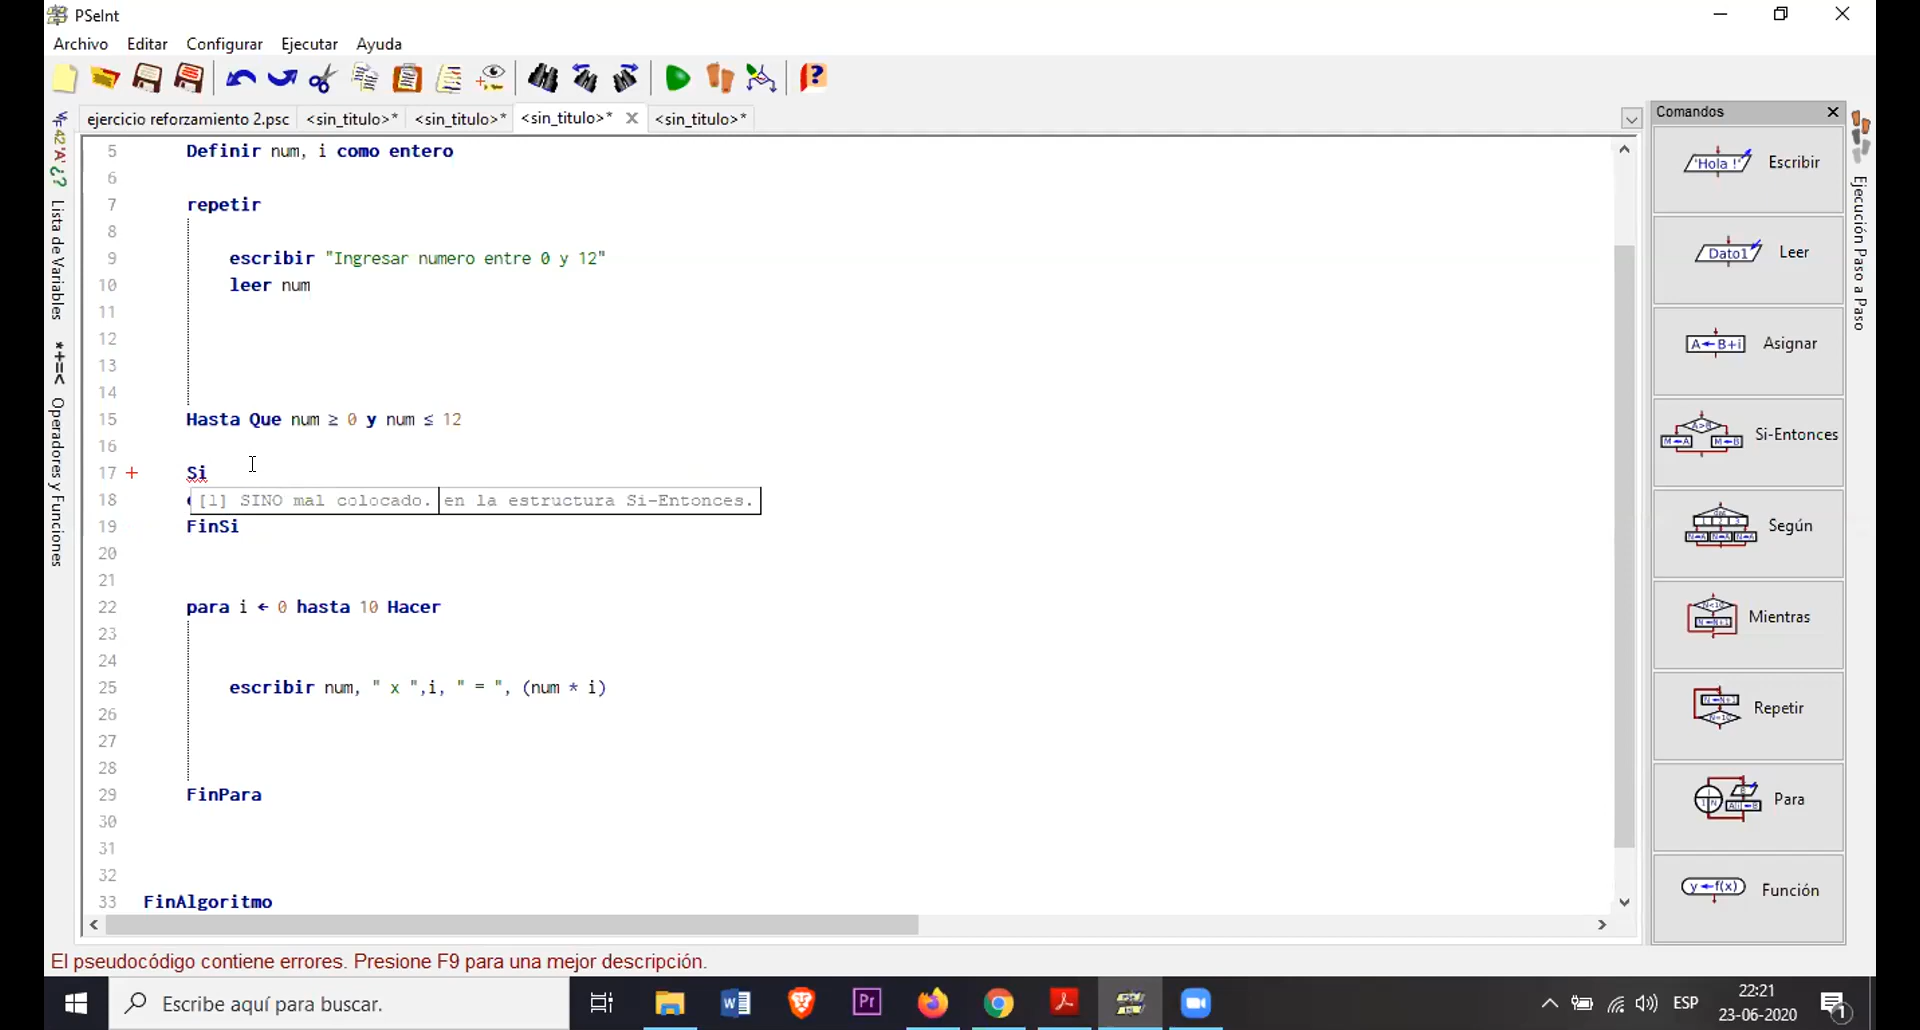 PSeInt
Archivo Editar Configurar Ejecutar Ayuda
ejercicio reforzamiento 2.psc <sin_titulo>* <sin_titulo>* <sin_titulo>* <sin_titulo>*
Comandos
5 Definir num, i como entero
6
7 repetir
8
9 escribir "Ingresar numero entre 0 y 12"
10 leer num
11
12
13
14
15 Hasta Que num ≥ 0 y num ≤ 12
16
17 Si
18 [1] SINO mal colocado. en la estructura Si-Entonces.
19 FinSi
20
21
22 para i ← 0 hasta 10 Hacer
23
24
25 escribir num, " x ",i, " = ", (num * i)
26
27
28
29 FinPara
30
31
32
33 FinAlgoritmo
Lista de Variables
Operadores y Funciones
'Hola !' Escribir
Dato1 Leer
A←B+i Asignar
Si-Entonces
Según
Mientras
Repetir
Para
y←f(x) Función
Ejecución Paso a Paso
El pseudocódigo contiene errores. Presione F9 para una mejor descripción.
Escribe aquí para buscar.
ESP
22:21
23-06-2020
1